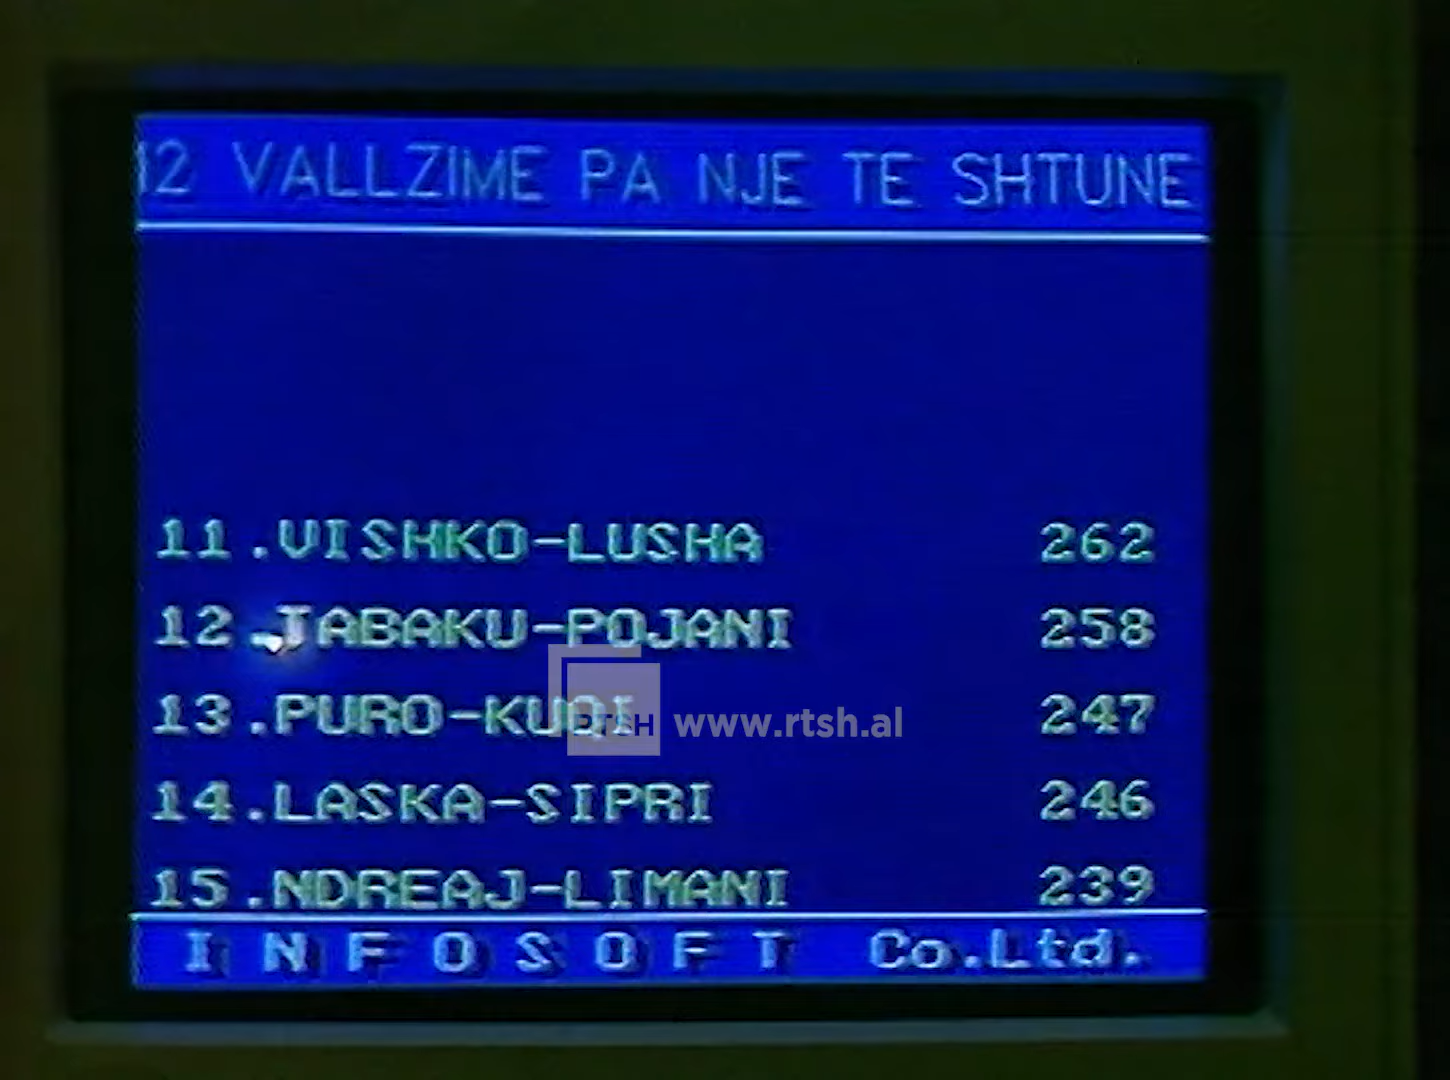 12 VALLZIME PA NJE TE SHTUNE
11.VISHKO-LUSHA 262
12.JABAKU-POJANI 258
13.PURO-KUQI 247
RTSH www.rtsh.al
14.LASKA-SIPRI 246
15.NDREAJ-LIMANI 239
INFOSOFT Co.Ltd.